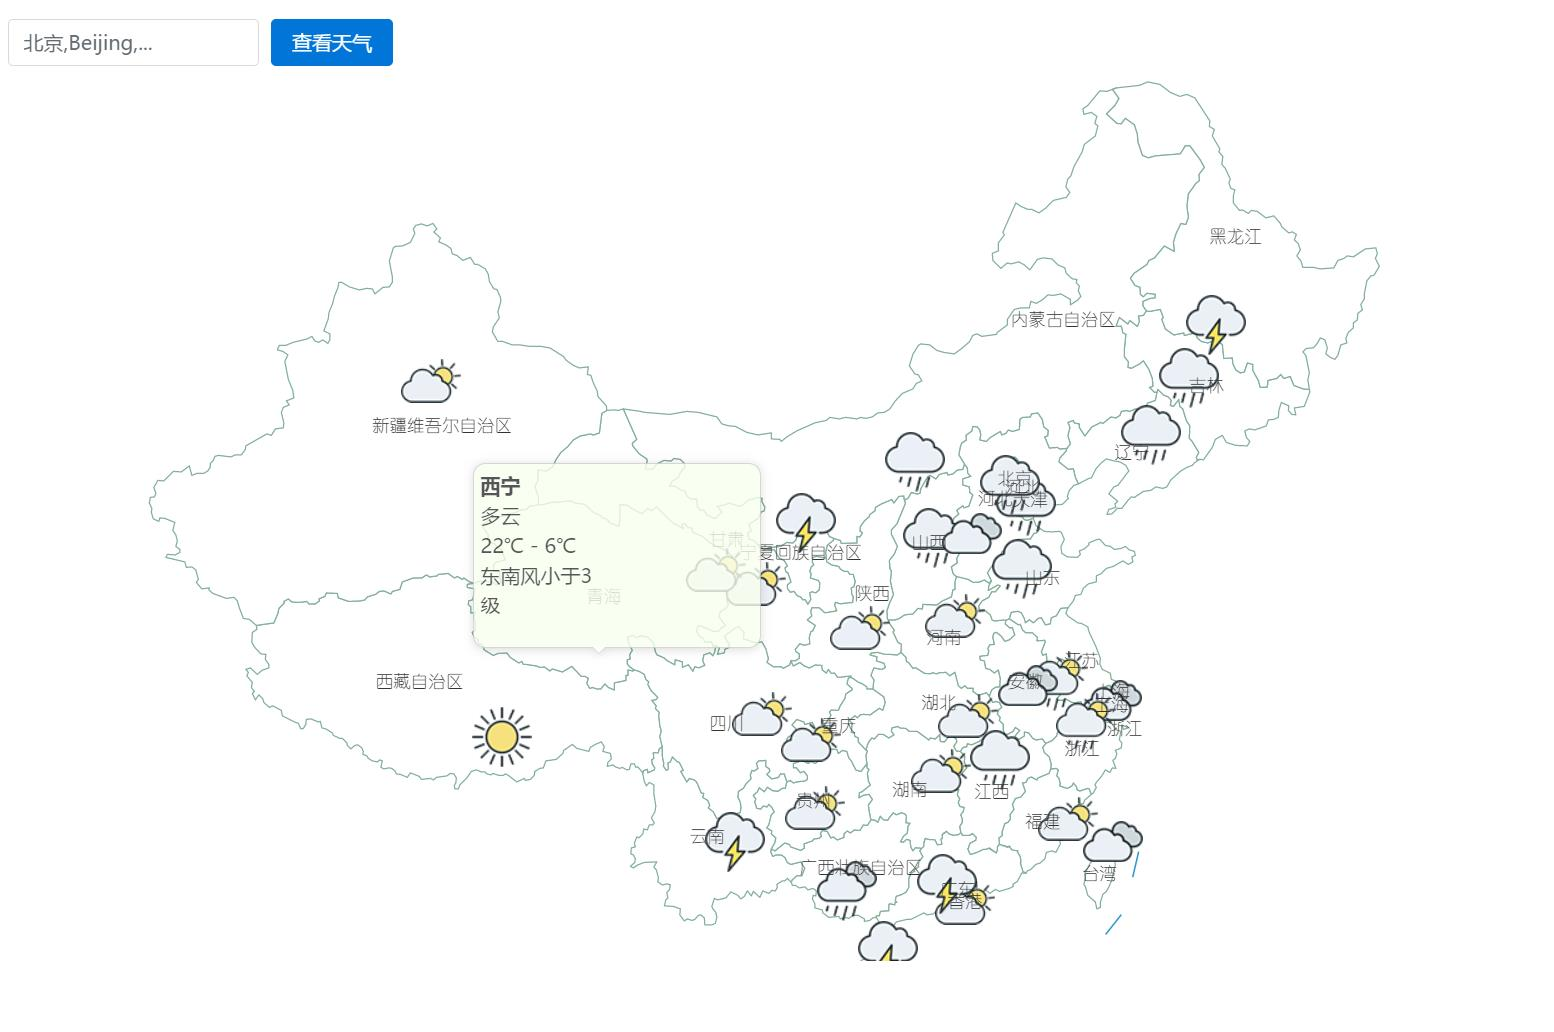 北京,Beijing,...
查看天气
黑龙江
内蒙古自治区
吉林
新疆维吾尔自治区
辽宁
西宁
多云
22℃ - 6℃
东南风小于3
级
北京
河北
天津
甘肃
宁夏回族自治区
山西
山东
青海
陕西
河南
江苏
西藏自治区
安徽
湖北
上海
四川
重庆
浙江
浙江
湖南
江西
贵州
福建
云南
广西壮族自治区
台湾
广东
香港